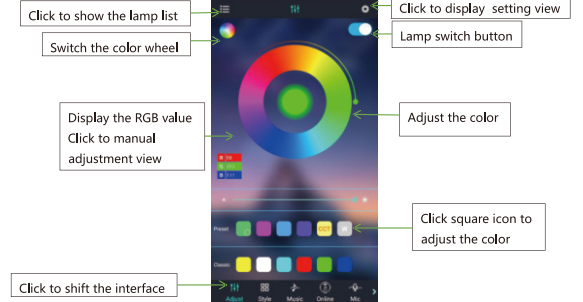 Click to show the lamp list
Click to display setting view
Switch the color wheel
Lamp switch button
Display the RGB value
Click to manual
adjustment view
Adjust the color
Click square icon to
adjust the color
Preset
CCT
W
Classic
Click to shift the interface
Adjust
Style
Music
Online
Mic